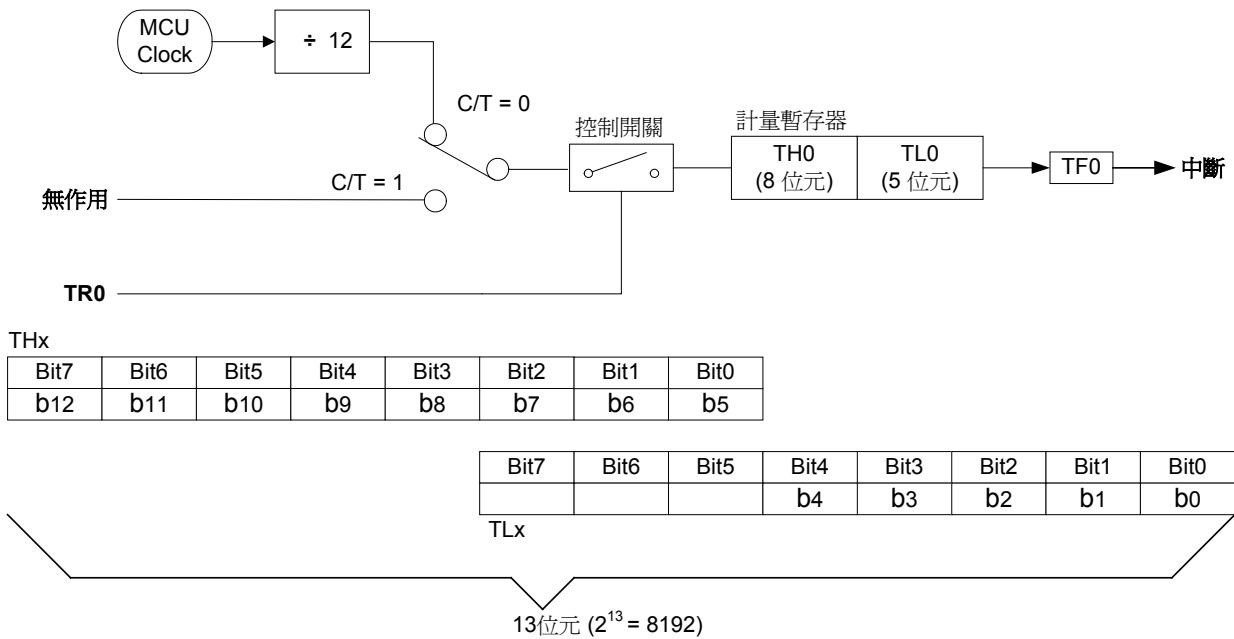 MCU
Clock
÷ 12
C/T = 0
控制開關
計量暫存器
TH0
(8 位元)
TL0
(5 位元)
TF0
中斷
C/T = 1
無作用
TR0
THx
Bit7 Bit6 Bit5 Bit4 Bit3 Bit2 Bit1 Bit0
b12 b11 b10 b9 b8 b7 b6 b5
Bit7 Bit6 Bit5 Bit4 Bit3 Bit2 Bit1 Bit0
b4 b3 b2 b1 b0
TLx
13位元 (2¹³ = 8192)